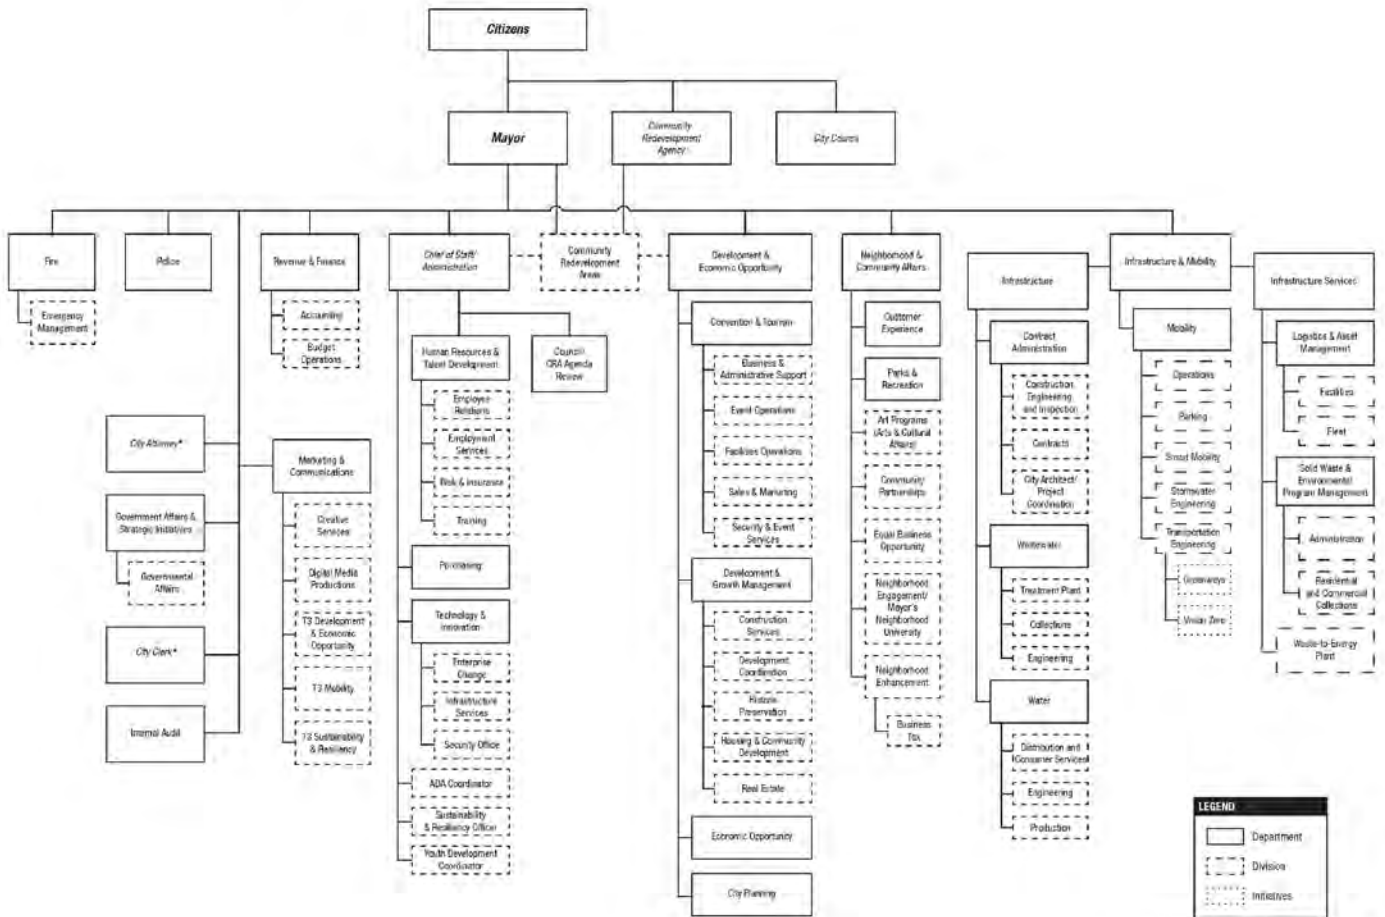 Citizens
Mayor
Community
Redevelopment
Agency
City Council
Fire
Emergency
Management
Police
Revenue & Finance
Accounting
Budget
Operations
Chief of Staff/
Administration
Community
Redevelopment
Areas
Development &
Economic Opportunity
Neighborhood &
Community Affairs
Infrastructure
Infrastructure & Mobility
Infrastructure Services
City Attorney*
Government Affairs &
Strategic Initiatives
Governmental
Affairs
City Clerk*
Internal Audit
Marketing &
Communications
Creative
Services
Digital Media
Productions
T3 Development
& Economic
Opportunity
T3 Mobility
T3 Sustainability
& Resiliency
Human Resources &
Talent Development
Employee
Relations
Employment
Services
Risk & Insurance
Training
Council/
CRA Agenda
Review
Purchasing
Technology &
Innovation
Enterprise
Change
Infrastructure
Services
Security Office
ADA Coordinator
Sustainability
& Resiliency Officer
Youth Development
Coordinator
Convention & Tourism
Business &
Administrative Support
Event Operations
Facilities Operations
Sales & Marketing
Security & Event
Services
Development &
Growth Management
Construction
Services
Development
Coordination
Historic
Preservation
Housing & Community
Development
Real Estate
Economic Opportunity
City Planning
Customer
Experience
Parks &
Recreation
Art Programs
(Arts & Cultural
Affairs)
Community
Partnerships
Equal Business
Opportunity
Neighborhood
Engagement/
Mayor's
Neighborhood
University
Neighborhood
Enhancement
Business
Tax
Contract
Administration
Construction
Engineering
and Inspection
Contracts
City Architect/
Project
Coordination
Wastewater
Treatment Plant
Collections
Engineering
Water
Distribution and
Consumer Services
Engineering
Production
Mobility
Operations
Parking
Smart Mobility
Stormwater
Engineering
Transportation
Engineering
Greenways
Vision Zero
Logistics & Asset
Management
Facilities
Fleet
Solid Waste &
Environmental
Program Management
Administration
Residential
and Commercial
Collections
Waste-to-Energy
Plant
LEGEND
Department
Division
Initiatives